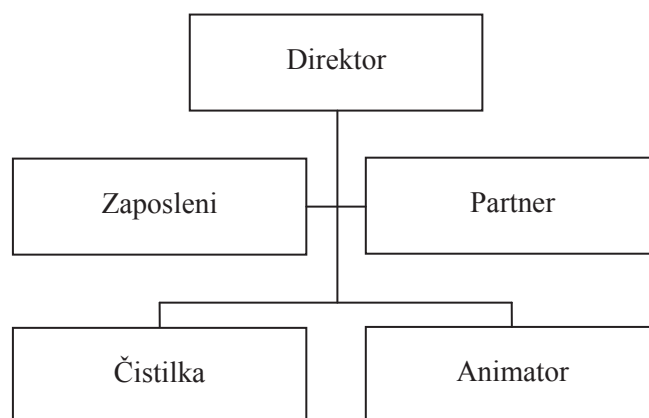 Direktor
Zaposleni
Partner
Čistilka
Animator